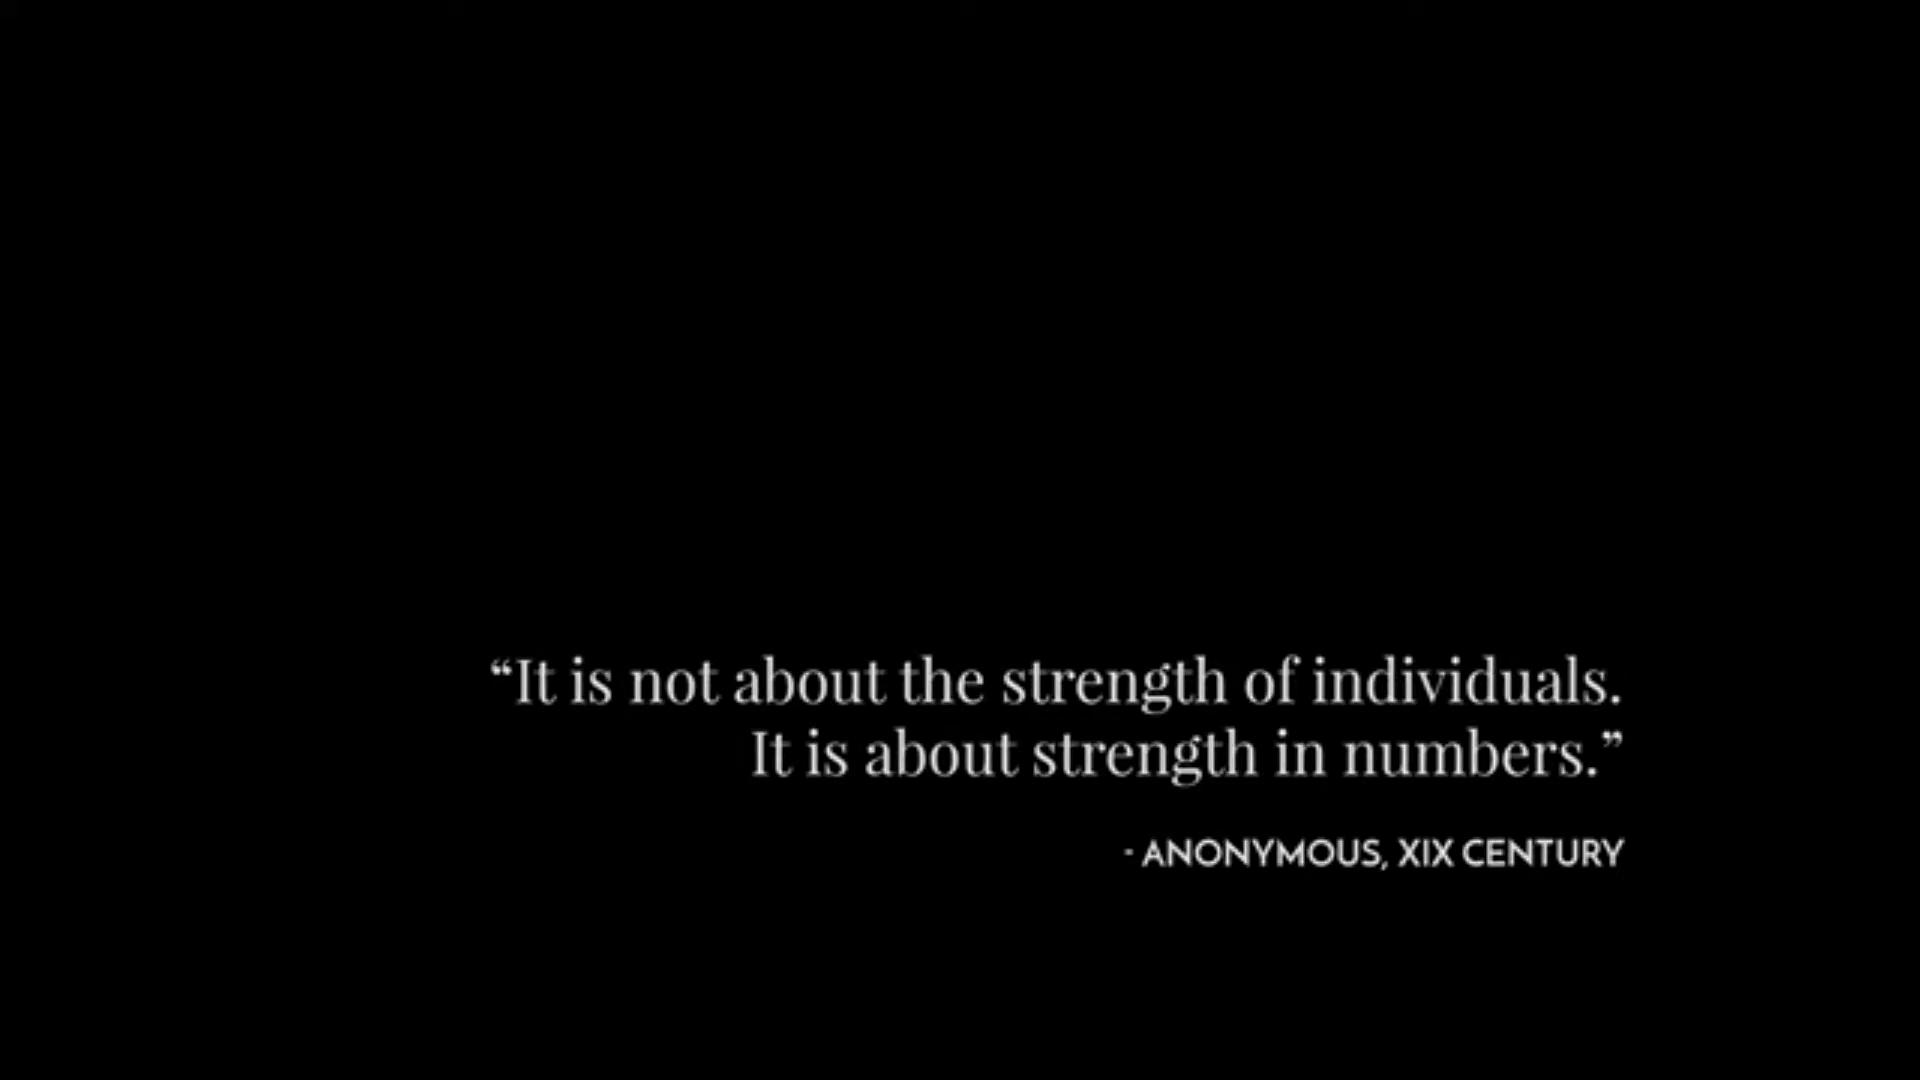 “It is not about the strength of individuals.
It is about strength in numbers.”
- ANONYMOUS, XIX CENTURY